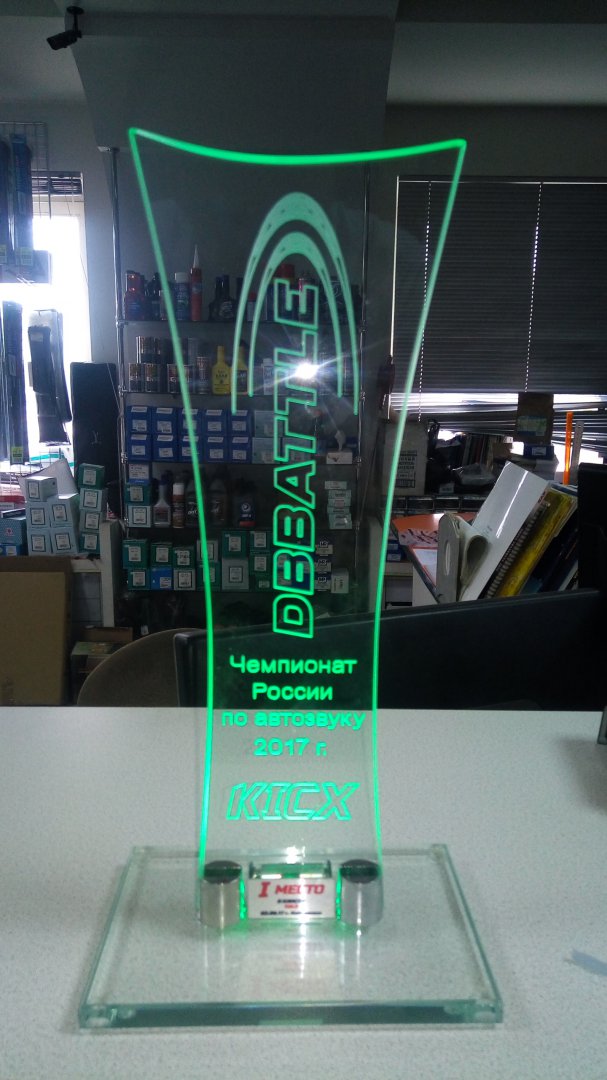 DBBATTLE
Чемпионат
России
по автозвуку
2017 г.
KICX
I МЕСТО